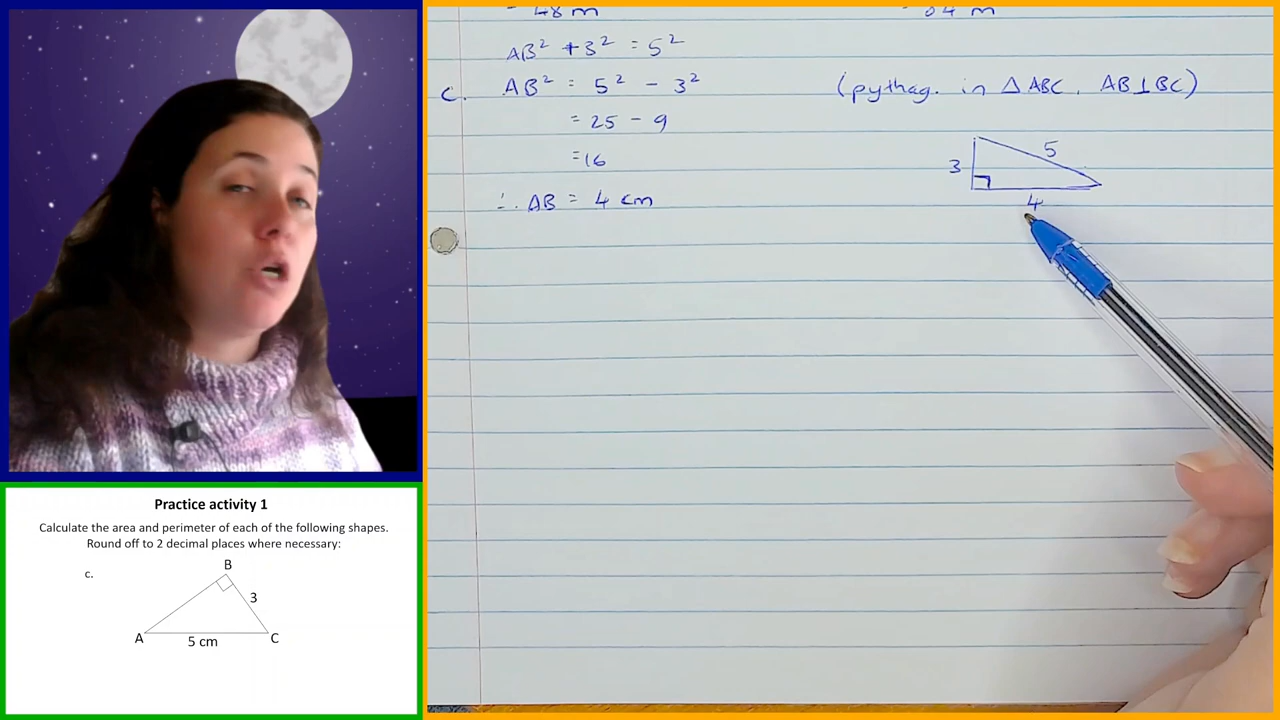 = 48 m
AB² + 3² = 5²
c. AB² = 5² - 3² (pythag. in △ABC, AB⊥BC)
= 25 - 9
= 16
∴ AB = 4 cm
3
5
4
Practice activity 1
Calculate the area and perimeter of each of the following shapes.
Round off to 2 decimal places where necessary:
c.
B
3
A
5 cm
C